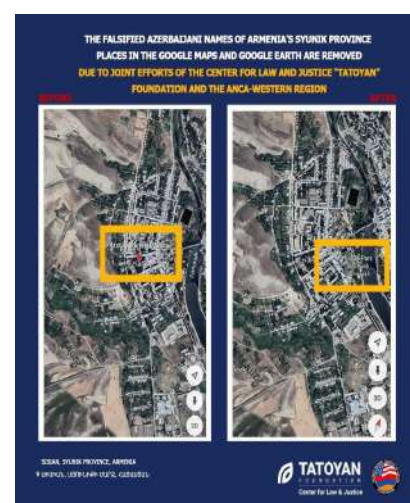 THE FALSIFIED AZERBAIJANI NAMES OF ARMENIA'S SYUNIK PROVINCE
PLACES IN THE GOOGLE MAPS AND GOOGLE EARTH ARE REMOVED
DUE TO JOINT EFFORTS OF THE CENTER FOR LAW AND JUSTICE "TATOYAN"
FOUNDATION AND THE ANCA-WESTERN REGION
BEFORE
AFTER
3D
SISIAN, SYUNIK PROVINCE, ARMENIA
TATOYAN
FOUNDATION
Center for Law & Justice